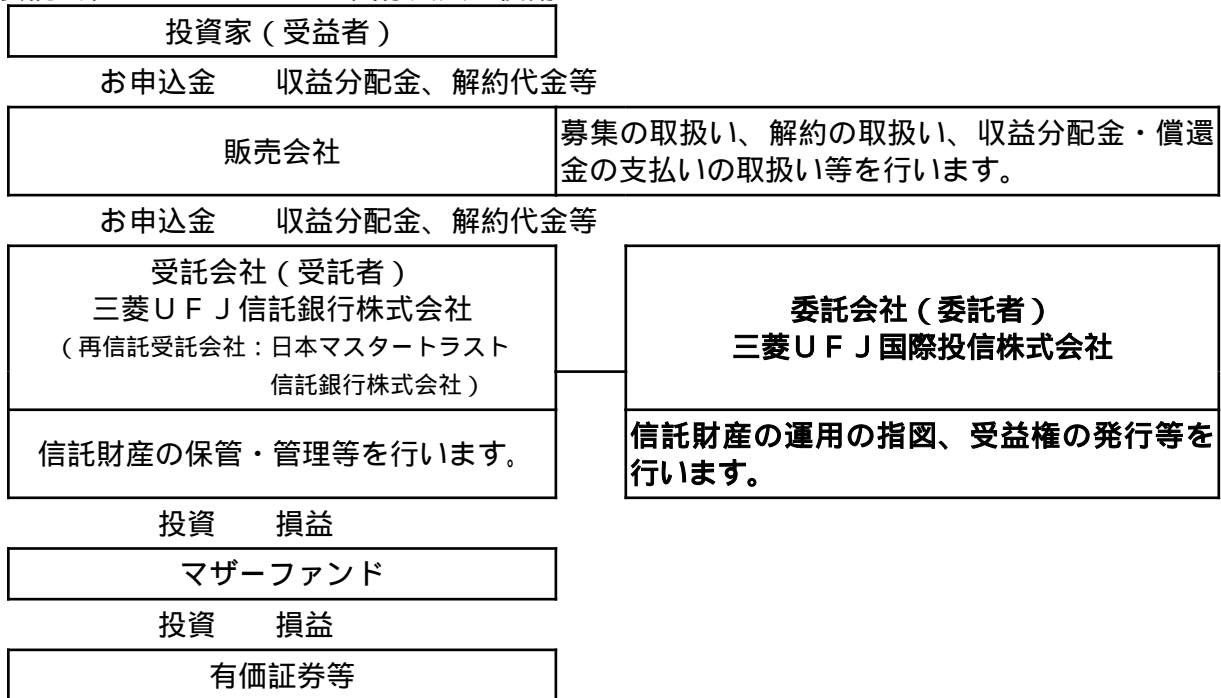 投資家（受益者）
お申込金　　収益分配金、解約代金等
販売会社
募集の取扱い、解約の取扱い、収益分配金・償還
金の支払いの取扱い等を行います。
お申込金　　収益分配金、解約代金等
受託会社（受託者）
三菱ＵＦＪ信託銀行株式会社
（再信託受託会社：日本マスタートラスト
信託銀行株式会社）
委託会社（委託者）
三菱ＵＦＪ国際投信株式会社
信託財産の保管・管理等を行います。
信託財産の運用の指図、受益権の発行等を
行います。
投資　　損益
マザーファンド
投資　　損益
有価証券等